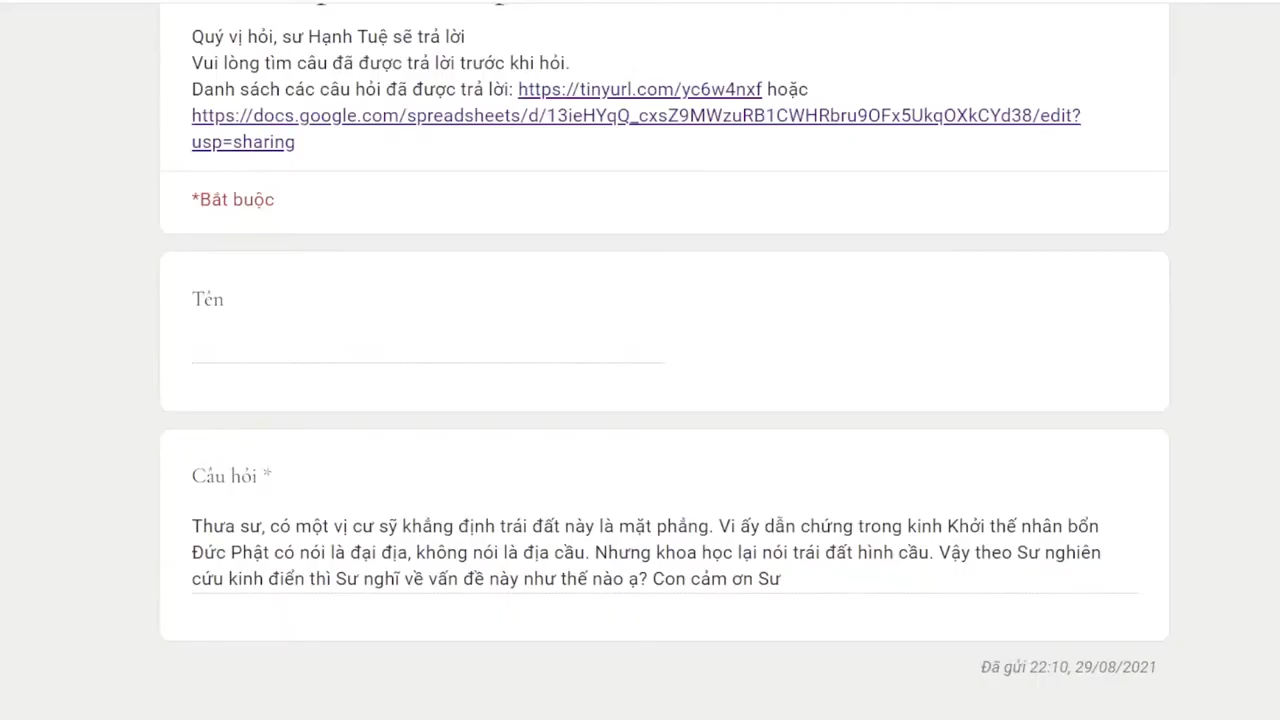 Quý vị hỏi, sư Hạnh Tuệ sẽ trả lời
Vui lòng tìm câu đã được trả lời trước khi hỏi.
Danh sách các câu hỏi đã được trả lời: https://tinyurl.com/yc6w4nxf hoặc
https://docs.google.com/spreadsheets/d/13ieHYqQ_cxsZ9MWzuRB1CWHRbru9OFx5UkqOXkCYd38/edit?
usp=sharing
*Bắt buộc
Tên
Câu hỏi *
Thưa sư, có một vị cư sỹ khẳng định trái đất này là mặt phẳng. Vi ấy dẫn chứng trong kinh Khởi thế nhân bổn
Đức Phật có nói là đại địa, không nói là địa cầu. Nhưng khoa học lại nói trái đất hình cầu. Vậy theo Sư nghiên
cứu kinh điển thì Sư nghĩ về vấn đề này như thế nào ạ? Con cảm ơn Sư
Đã gửi 22:10, 29/08/2021